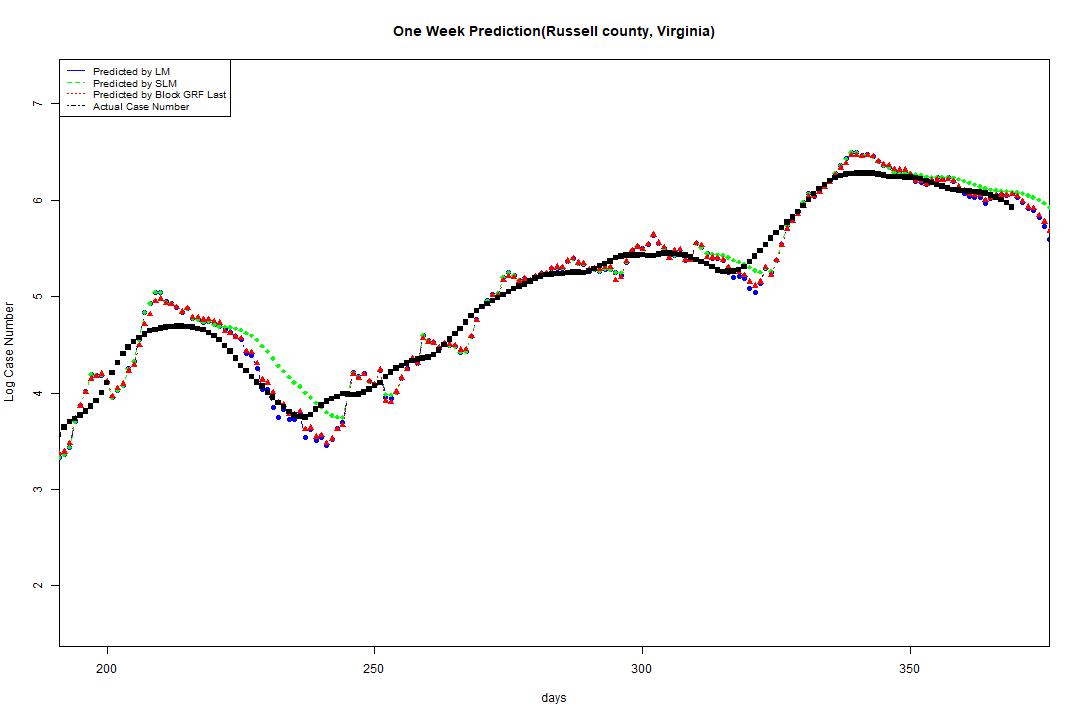 One Week Prediction(Russell county, Virginia)
Predicted by LM
Predicted by SLM
Predicted by Block GRF Last
Actual Case Number
7
6
5
4
3
2
Log Case Number
200
250
300
350
days